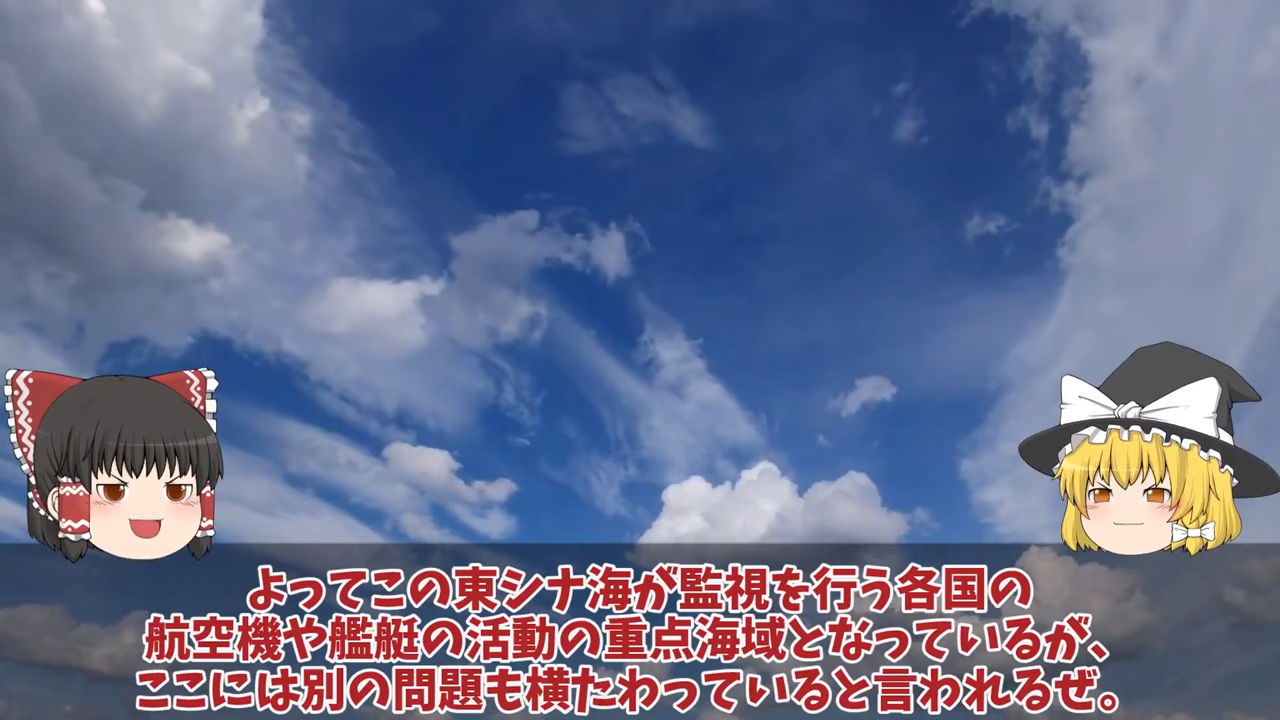 よってこの東シナ海が監視を行う各国の
航空機や艦艇の活動の重点海域となっているが、
ここには別の問題も横たわっていると言われるぜ。